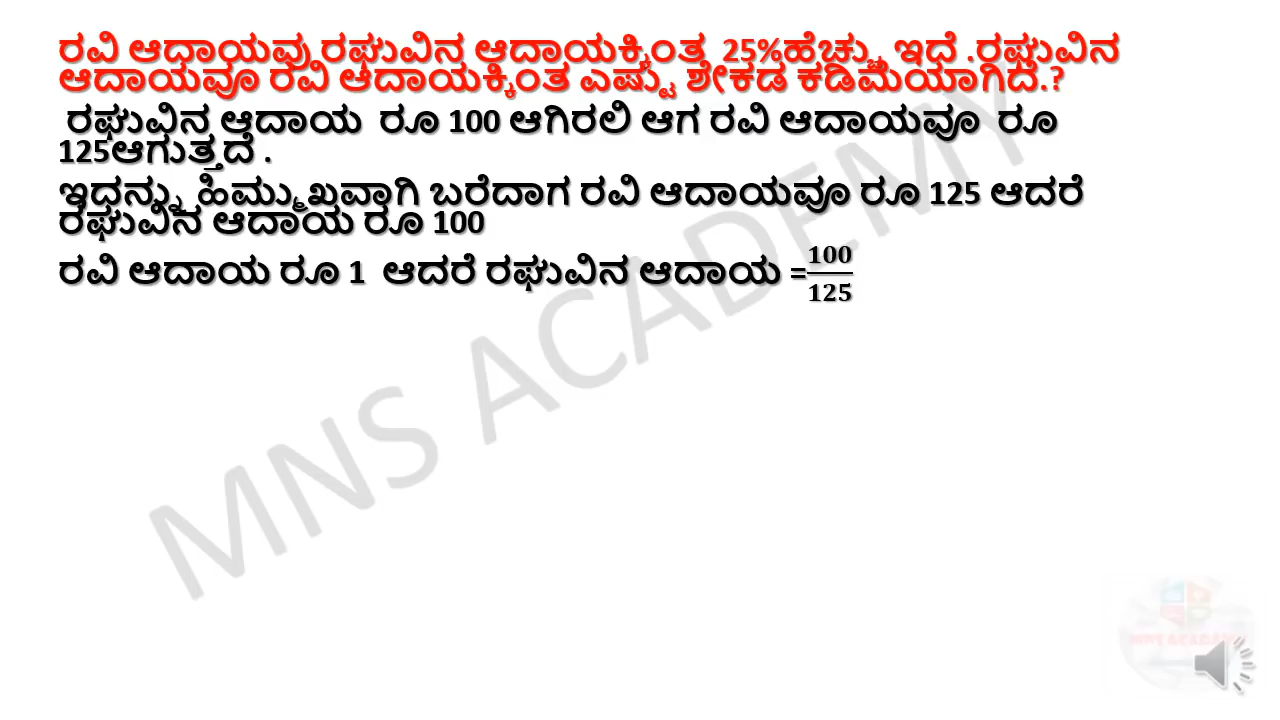 ರವಿ ಆದಾಯವು ರಘುವಿನ ಆದಾಯಕ್ಕಿಂತ 25%ಹೆಚ್ಚು ಇದೆ .ರಘುವಿನ
ಆದಾಯವೂ ರವಿ ಆದಾಯಕ್ಕಿಂತ ಎಷ್ಟು ಶೇಕಡ ಕಡಿಮೆಯಾಗಿದೆ.?
ರಘುವಿನ ಆದಾಯ ರೂ 100 ಆಗಿರಲಿ ಆಗ ರವಿ ಆದಾಯವೂ ರೂ
125ಆಗುತ್ತದೆ .
ಇದನ್ನು ಹಿಮ್ಮುಖವಾಗಿ ಬರೆದಾಗ ರವಿ ಆದಾಯವೂ ರೂ 125 ಆದರೆ
ರಘುವಿನ ಆದಾಯ ರೂ 100
ರವಿ ಆದಾಯ ರೂ 1 ಆದರೆ ರಘುವಿನ ಆದಾಯ =100/125
MNS ACADEMY
MNS ACADEMY